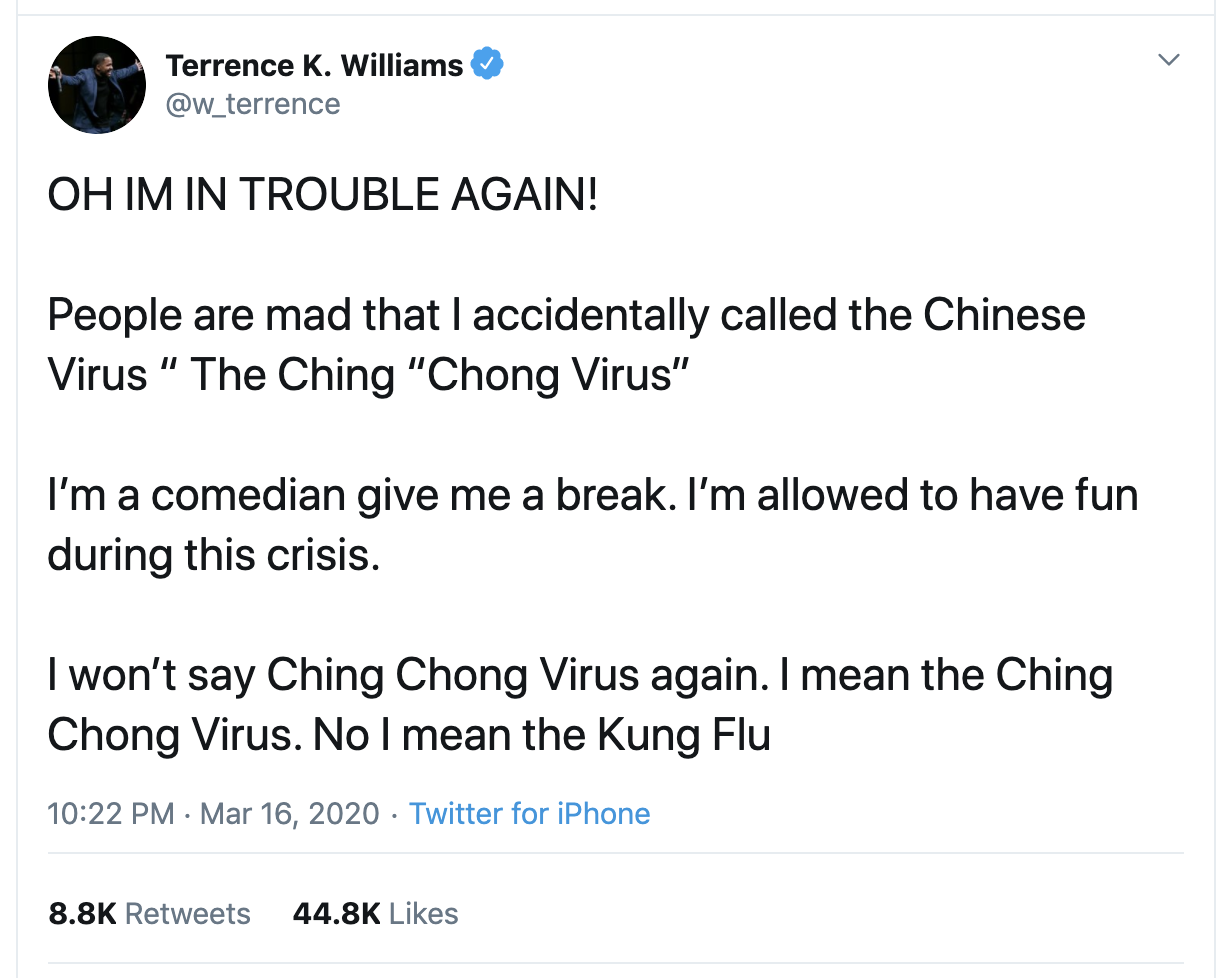 Terrence K. Williams
@w_terrence
OH IM IN TROUBLE AGAIN!
People are mad that I accidentally called the Chinese
Virus “ The Ching “Chong Virus”
I’m a comedian give me a break. I’m allowed to have fun
during this crisis.
I won’t say Ching Chong Virus again. I mean the Ching
Chong Virus. No I mean the Kung Flu
10:22 PM · Mar 16, 2020 · Twitter for iPhone
8.8K Retweets 44.8K Likes